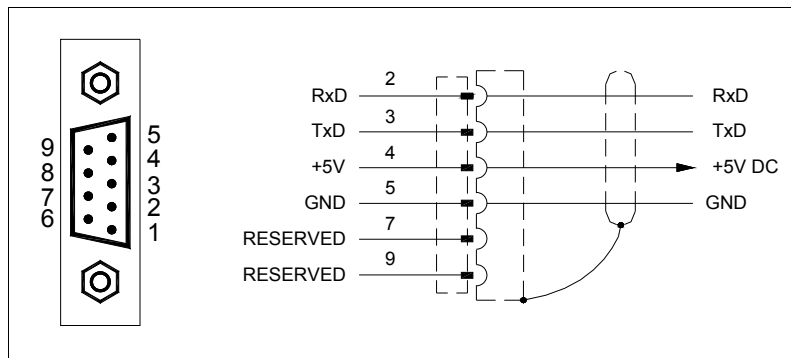 9
8
7
6
5
4
3
2
1
RxD 2 RxD
TxD 3 TxD
+5V 4 +5V DC
GND 5 GND
RESERVED 7
RESERVED 9